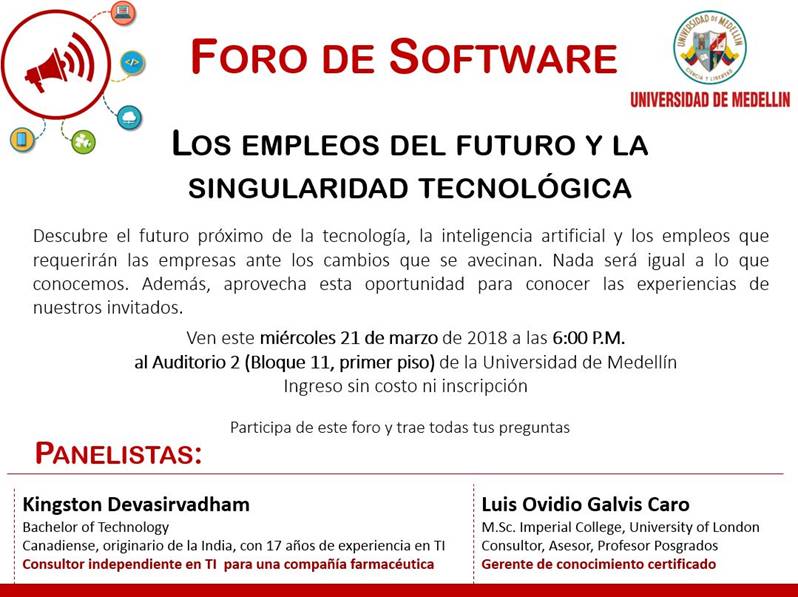 FORO DE SOFTWARE
UNIVERSIDAD DE MEDELLIN
CIENCIA Y LIBERTAD
UNIVERSIDAD DE MEDELLIN
LOS EMPLEOS DEL FUTURO Y LA
SINGULARIDAD TECNOLÓGICA
Descubre el futuro próximo de la tecnología, la inteligencia artificial y los empleos que
requerirán las empresas ante los cambios que se avecinan. Nada será igual a lo que
conocemos. Además, aprovecha esta oportunidad para conocer las experiencias de
nuestros invitados.
Ven este miércoles 21 de marzo de 2018 a las 6:00 P.M.
al Auditorio 2 (Bloque 11, primer piso) de la Universidad de Medellín
Ingreso sin costo ni inscripción
Participa de este foro y trae todas tus preguntas
PANELISTAS:
Kingston Devasirvadham
Bachelor of Technology
Canadiense, originario de la India, con 17 años de experiencia en TI
Consultor independiente en TI para una compañía farmacéutica
Luis Ovidio Galvis Caro
M.Sc. Imperial College, University of London
Consultor, Asesor, Profesor Posgrados
Gerente de conocimiento certificado